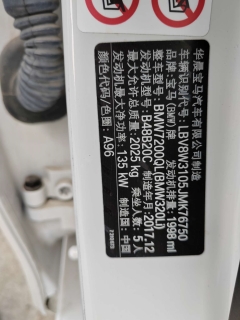 华晨宝马汽车有限公司制造
车辆识别代号: LBV8W3105JMK76750
品牌: 宝马(BMW) 发动机排量: 1998 ml
整车型号: BMW7200QL(BMW320Li)
发动机型号: B48B20C 制造年月: 2017.12
最大允许总质量: 2025 kg 乘坐人数: 5人
发动机最大净功率: 135 kW 制造国: 中国
颜色代码/色圈: A96